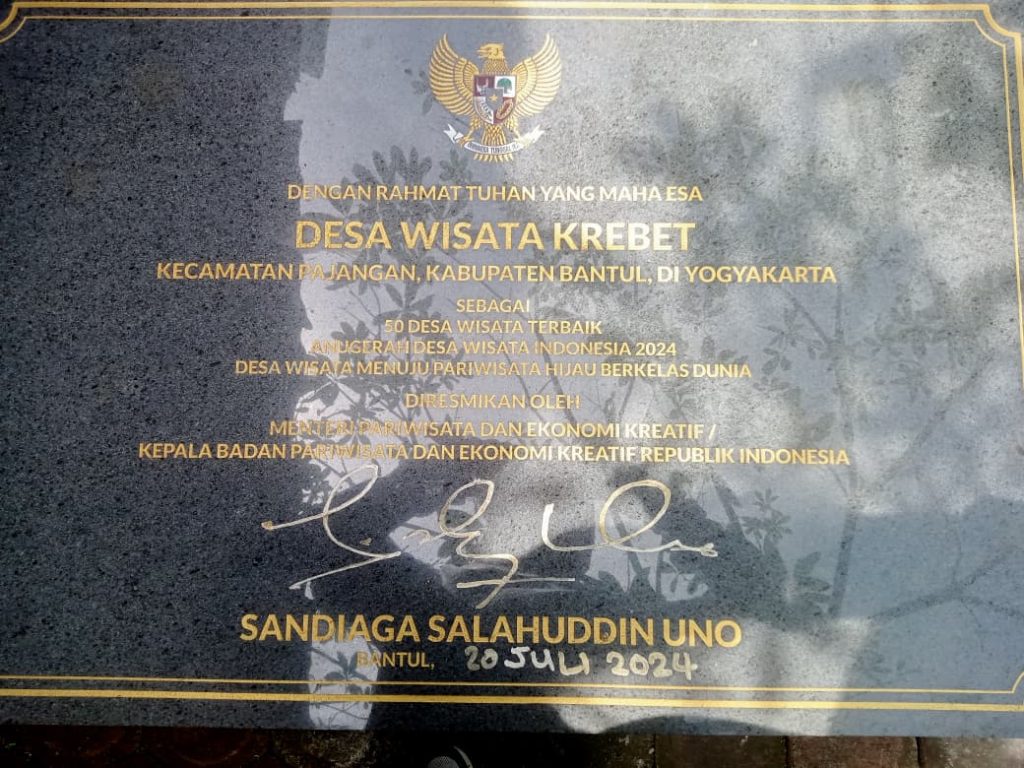 DENGAN RAHMAT TUHAN YANG MAHA ESA
DESA WISATA KREBET
KECAMATAN PAJANGAN, KABUPATEN BANTUL, DI YOGYAKARTA
SEBAGAI
50 DESA WISATA TERBAIK
ANUGERAH DESA WISATA INDONESIA 2024
DESA WISATA MENUJU PARIWISATA HIJAU BERKELAS DUNIA
DIRESMIKAN OLEH
MENTERI PARIWISATA DAN EKONOMI KREATIF /
KEPALA BADAN PARIWISATA DAN EKONOMI KREATIF REPUBLIK INDONESIA
SANDIAGA SALAHUDDIN UNO
BANTUL, 20 JULI 2024